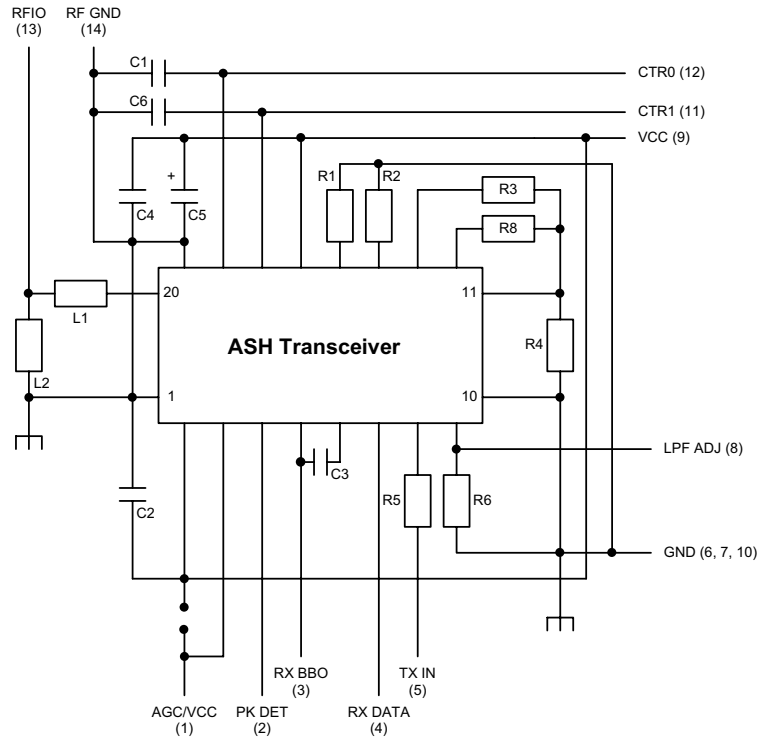 RFIO
(13)
RF GND
(14)
C1
CTR0 (12)
C6
CTR1 (11)
VCC (9)
+
R1
R2
R3
C4
C5
R8
20
11
L1
ASH Transceiver
R4
L2
1
10
LPF ADJ (8)
C3
C2
R5
R6
GND (6, 7, 10)
RX BBO
(3)
TX IN
(5)
AGC/VCC
(1)
PK DET
(2)
RX DATA
(4)